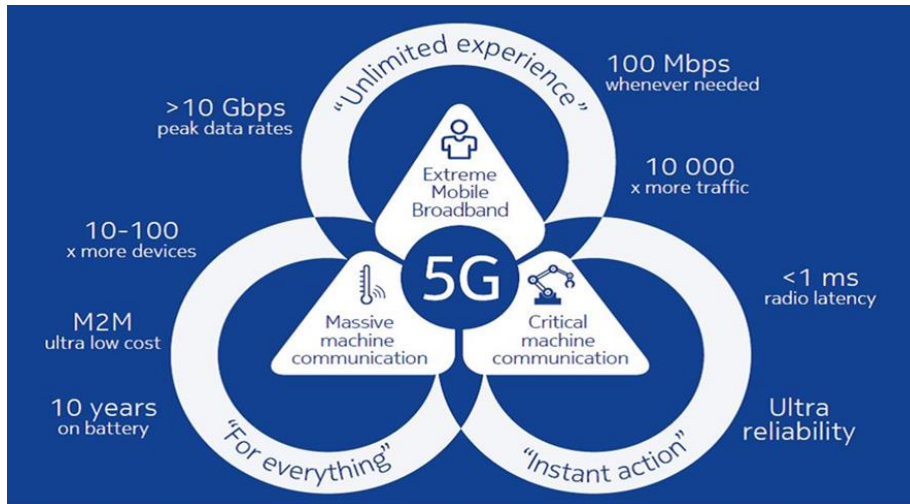 "Unlimited experience"
100 Mbps
whenever needed
>10 Gbps
peak data rates
Extreme
Mobile
Broadband
10 000
x more traffic
10-100
x more devices
5G
<1 ms
radio latency
M2M
ultra low cost
Massive
machine
communication
Critical
machine
communication
10 years
on battery
Ultra
reliability
"For everything"
"Instant action"